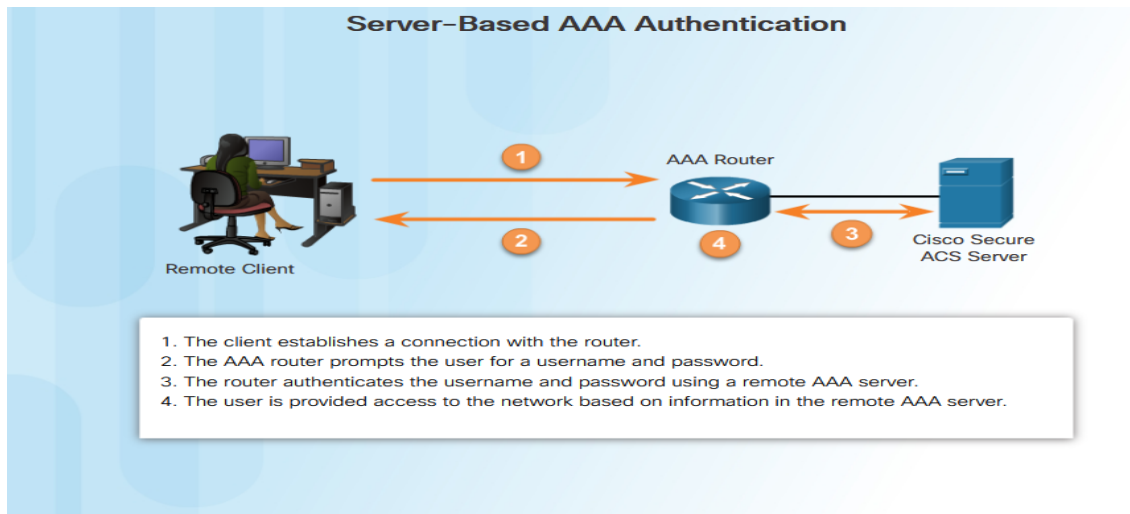 Server-Based AAA Authentication
1
AAA Router
2
4
3
Remote Client
Cisco Secure
ACS Server
1. The client establishes a connection with the router.
2. The AAA router prompts the user for a username and password.
3. The router authenticates the username and password using a remote AAA server.
4. The user is provided access to the network based on information in the remote AAA server.